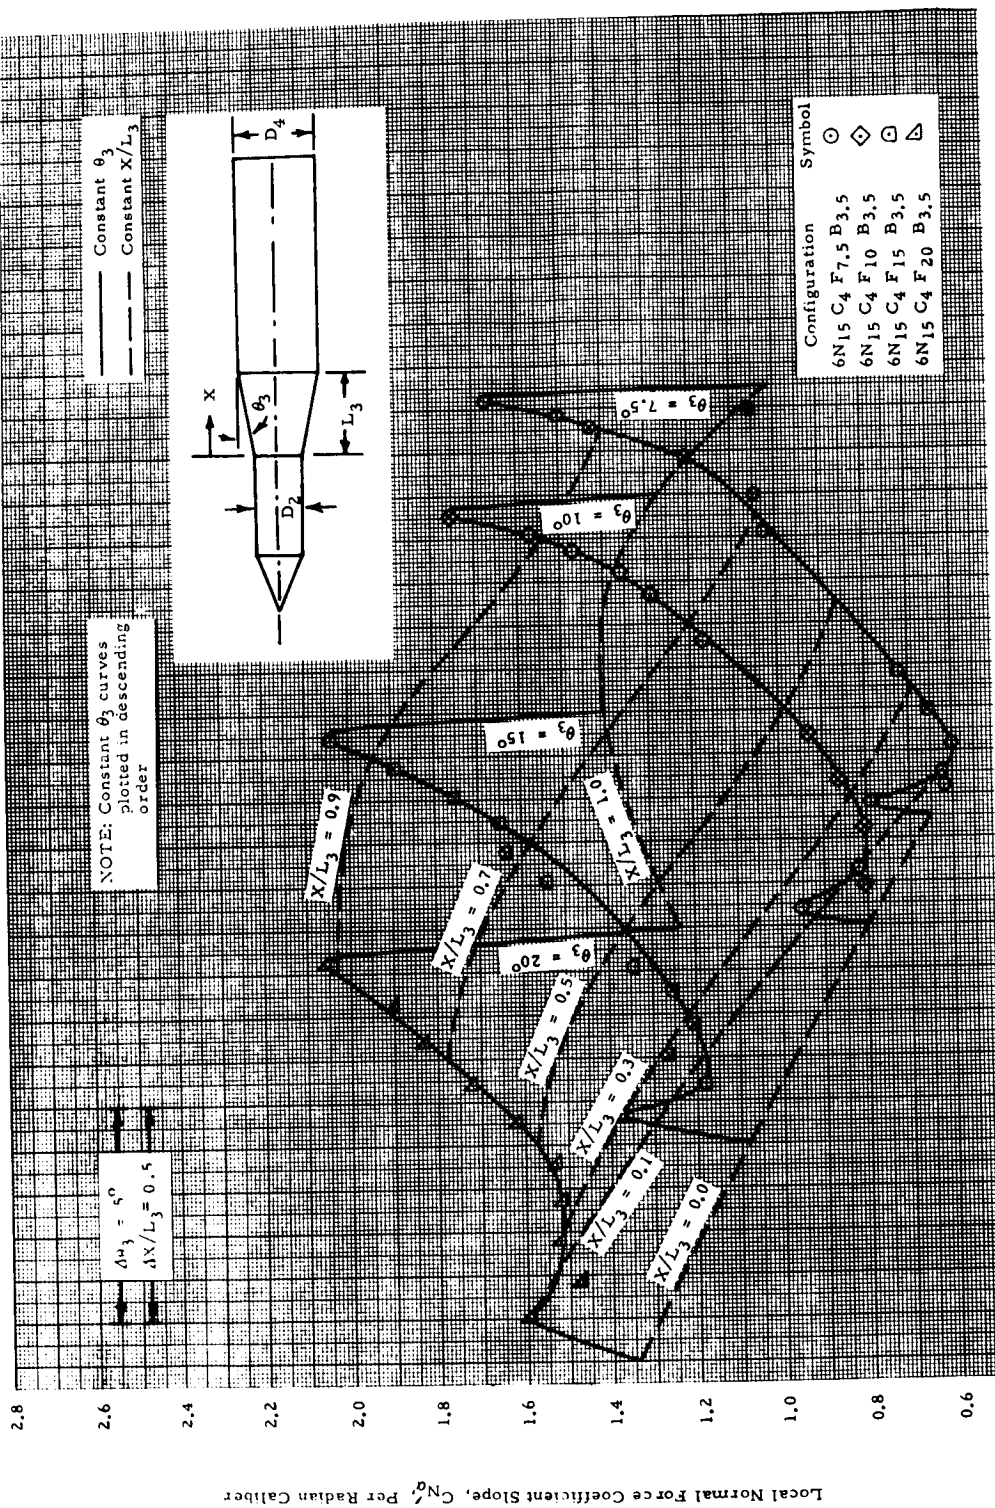 NOTE: Constant θ3 curves
plotted in descending
order
Constant θ3
Constant X/L3
Δθ3 = 5°
ΔX/L3 = 0.5
X
θ3
D2
D4
L3
X/L3 = 0.9
X/L3 = 0.7
X/L3 = 0.5
X/L3 = 0.3
X/L3 = 0.1
X/L3 = 0.0
X/L3 = 1.0
θ3 = 20°
θ3 = 15°
θ3 = 10°
θ3 = 7.5°
Configuration Symbol
6N15 C4 F7.5 B3.5
6N15 C4 F10 B3.5
6N15 C4 F15 B3.5
6N15 C4 F20 B3.5
2.8
2.6
2.4
2.2
2.0
1.8
1.6
1.4
1.2
1.0
0.8
0.6
Local Normal Force Coefficient Slope, C′Nα, Per Radian Caliber